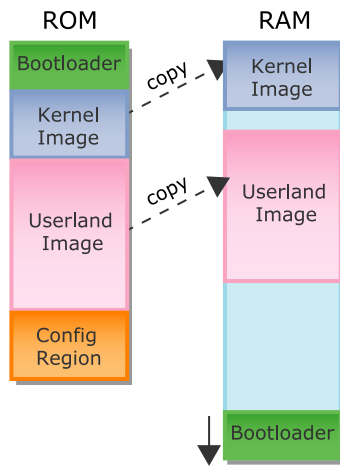 ROM
RAM
Bootloader
Kernel
Image
copy
Kernel
Image
Userland
Image
copy
Userland
Image
Config
Region
Bootloader